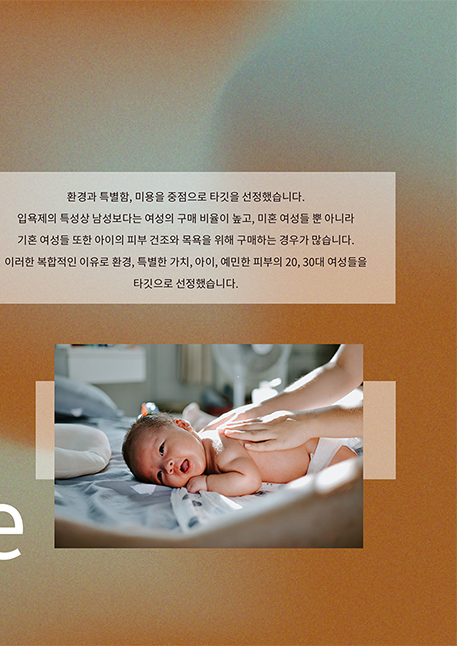 환경과 특별함, 미용을 중점으로 타깃을 선정했습니다.
입욕제의 특성상 남성보다는 여성의 구매 비율이 높고, 미혼 여성들 뿐 아니라
기혼 여성들 또한 아이의 피부 건조와 목욕을 위해 구매하는 경우가 많습니다.
이러한 복합적인 이유로 환경, 특별한 가치, 아이, 예민한 피부의 20, 30대 여성들을
타깃으로 선정했습니다.
e